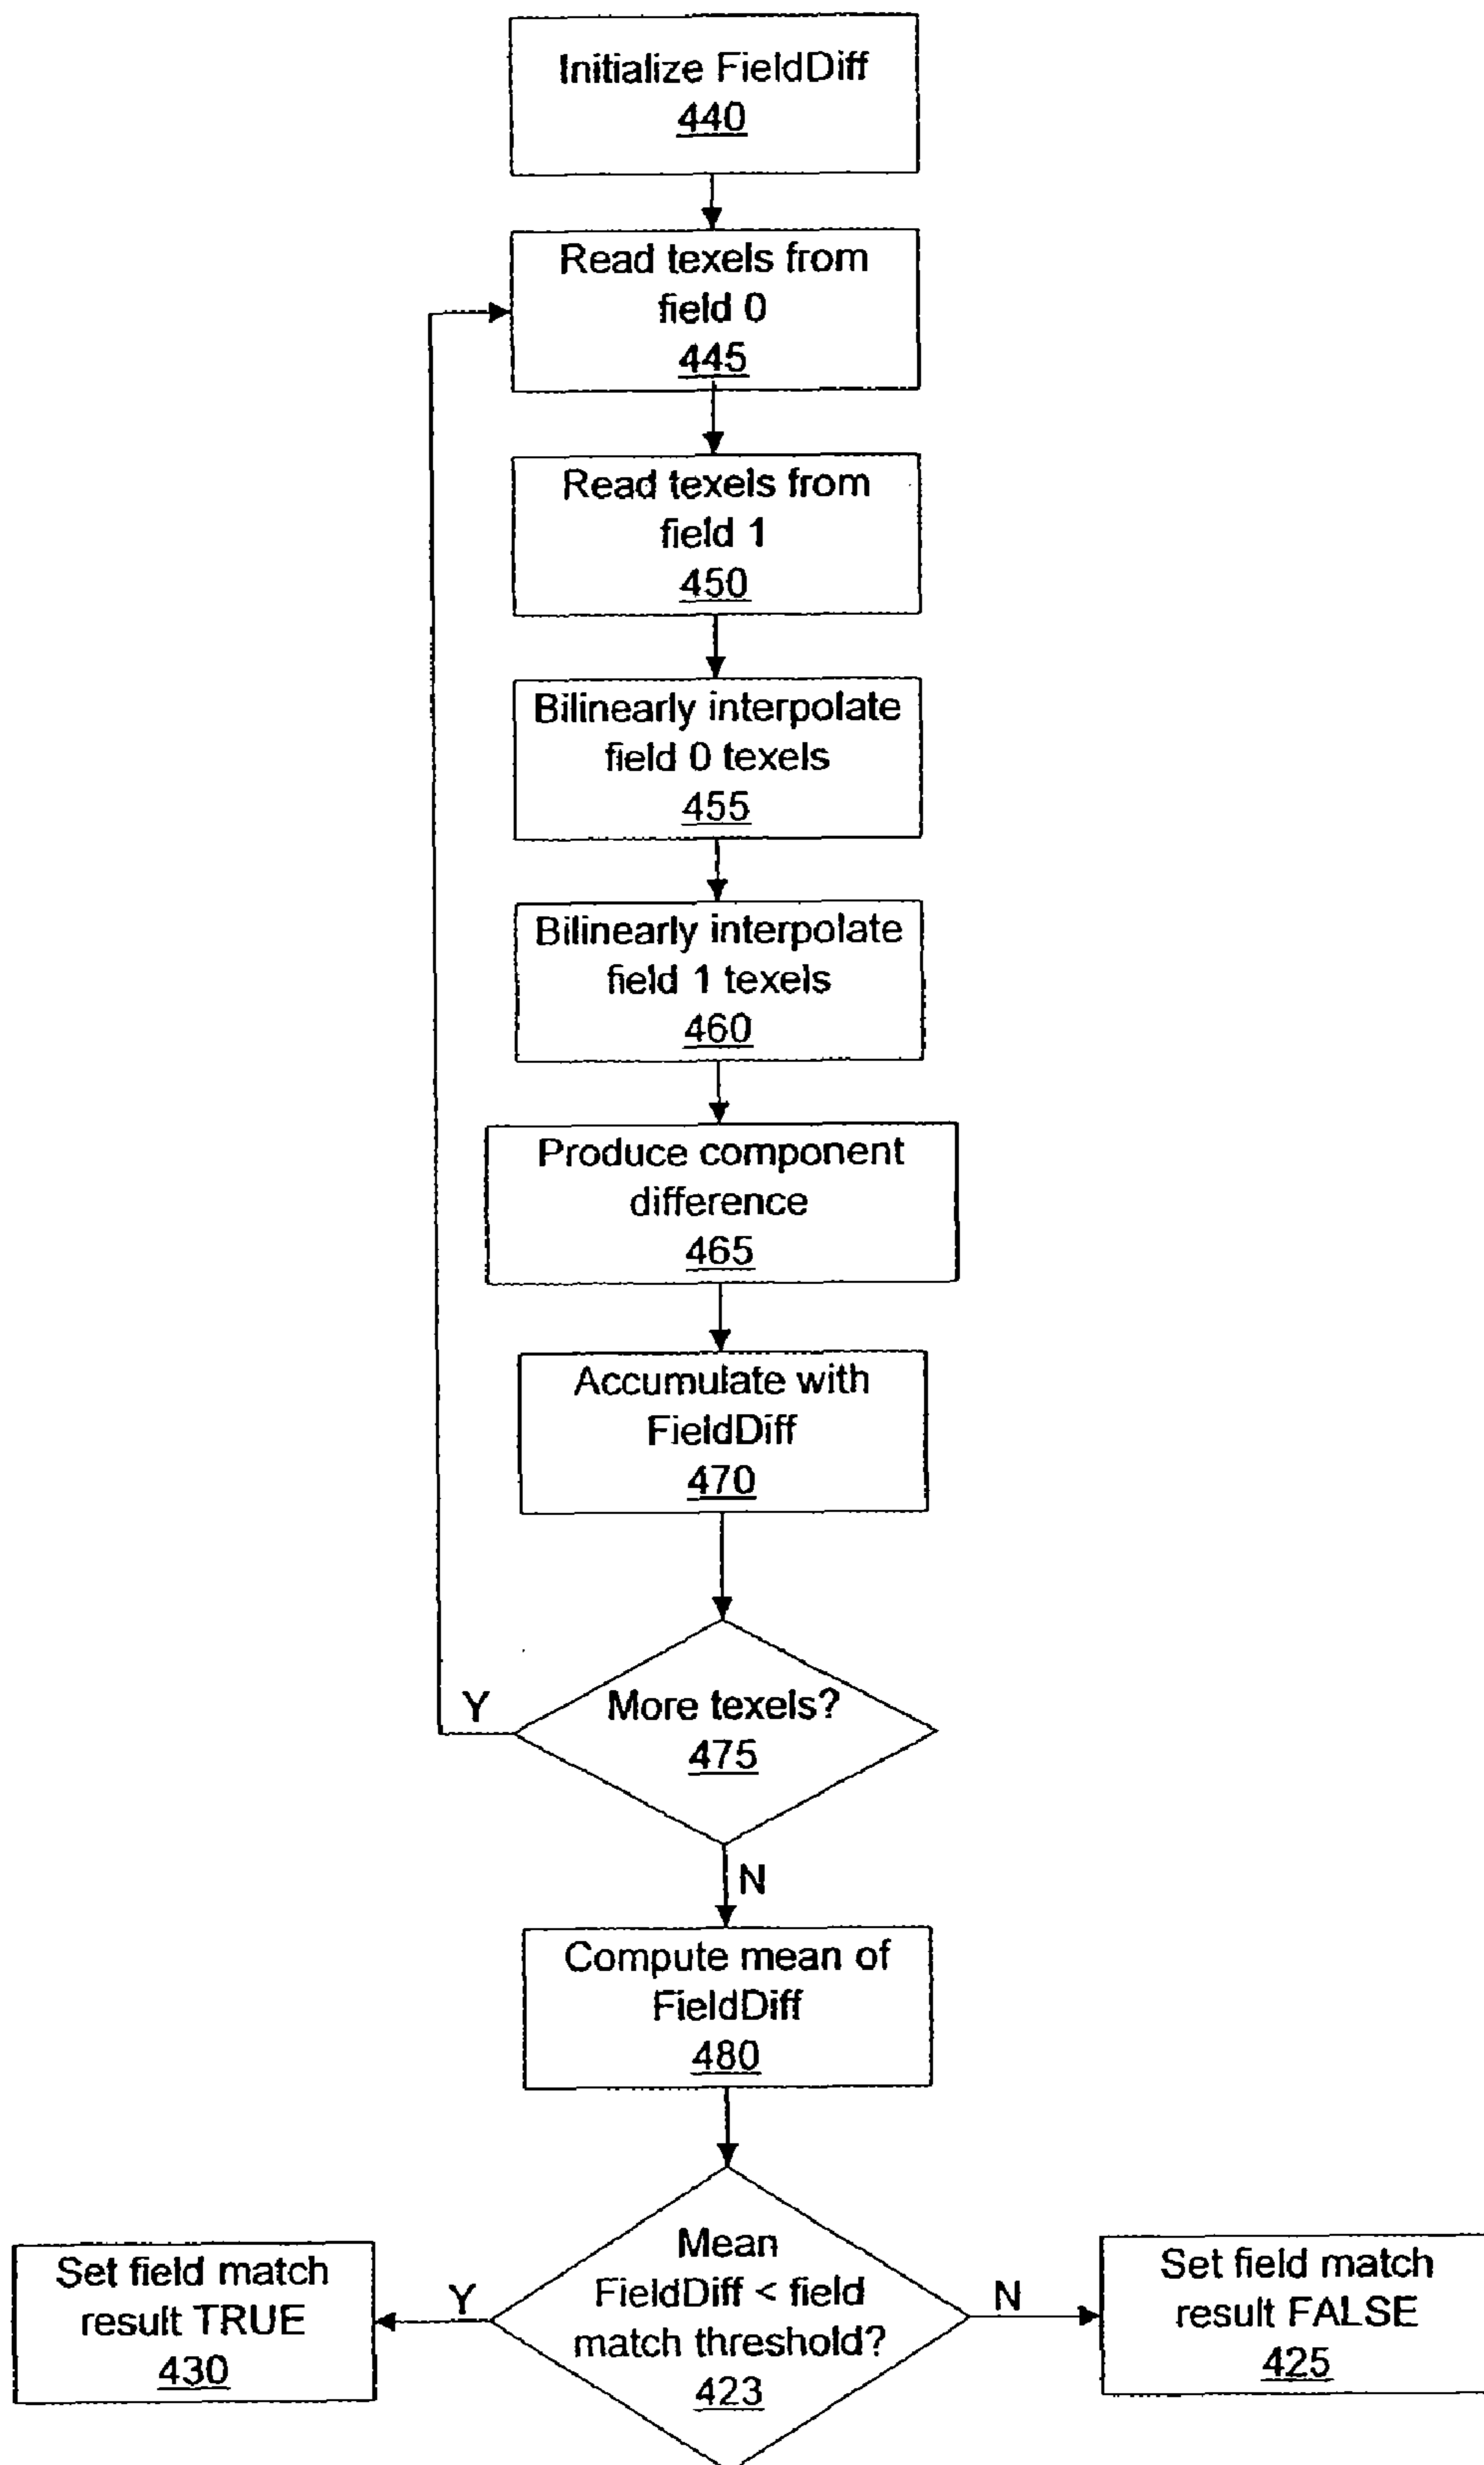 Initialize FieldDiff
440
Read texels from
field 0
445
Read texels from
field 1
450
Bilinearly interpolate
field 0 texels
455
Bilinearly interpolate
field 1 texels
460
Produce component
difference
465
Accumulate with
FieldDiff
470
More texels?
475
Y
N
Compute mean of
FieldDiff
480
Mean
FieldDiff < field
match threshold?
423
Y
N
Set field match
result TRUE
430
Set field match
result FALSE
425